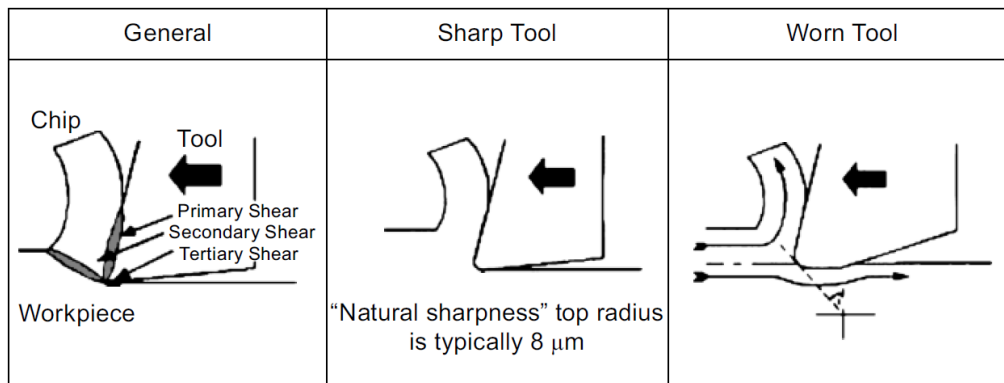 General
Sharp Tool
Worn Tool
Chip
Tool
Primary Shear
Secondary Shear
Tertiary Shear
Workpiece
“Natural sharpness” top radius
is typically 8 μm